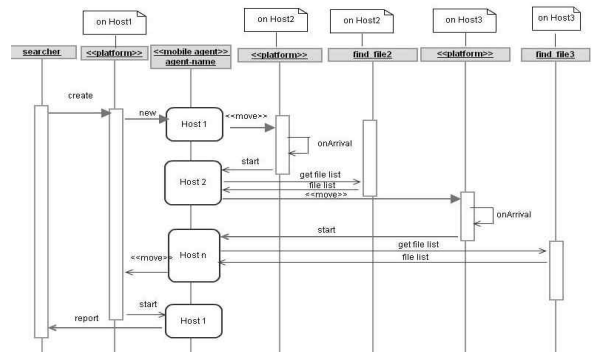 on Host1
on Host2
on Host2
on Host3
on Host3
searcher
<<platform>>
<<mobile agent>>
agent-name
<<platform>>
find_file2
<<platform>>
find_file3
create
new
Host 1
<<move>>
onArrival
start
Host 2
get file list
file list
<<move>>
onArrival
start
get file list
file list
<<move>>
Host n
start
Host 1
report